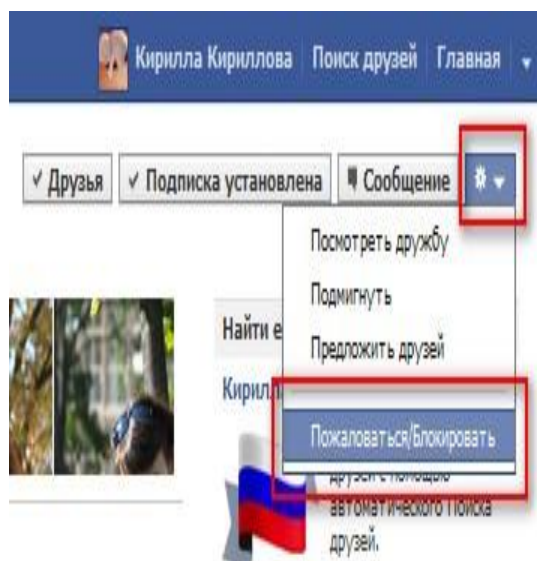 Кирилла Кириллова Поиск друзей Главная
Друзья Подписка установлена Сообщение
Посмотреть дружбу
Подмигнуть
Предложить друзей
Найти е
Кирилл
Пожаловаться/Блокировать
друзей с помощью
автоматического Поиска
друзей.